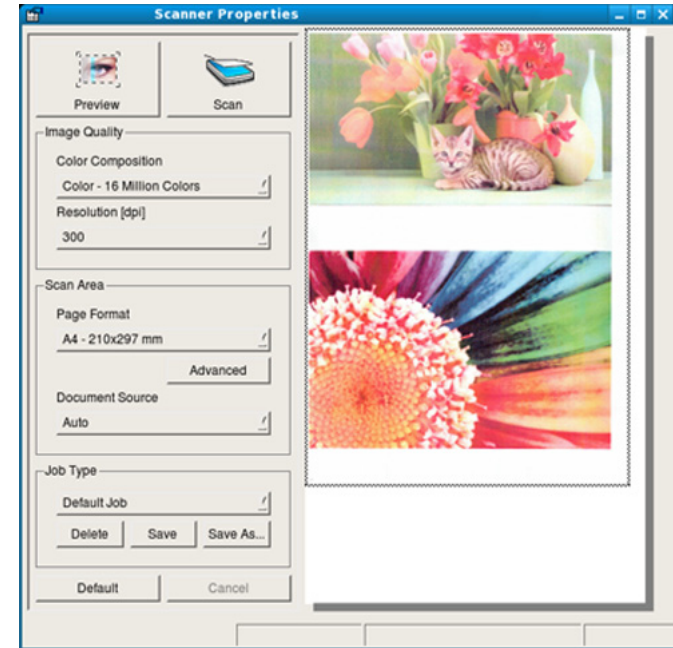 Scanner Properties
Preview
Scan
Image Quality
Color Composition
Color - 16 Million Colors
Resolution [dpi]
300
Scan Area
Page Format
A4 - 210x297 mm
Advanced
Document Source
Auto
Job Type
Default Job
Delete
Save
Save As...
Default
Cancel